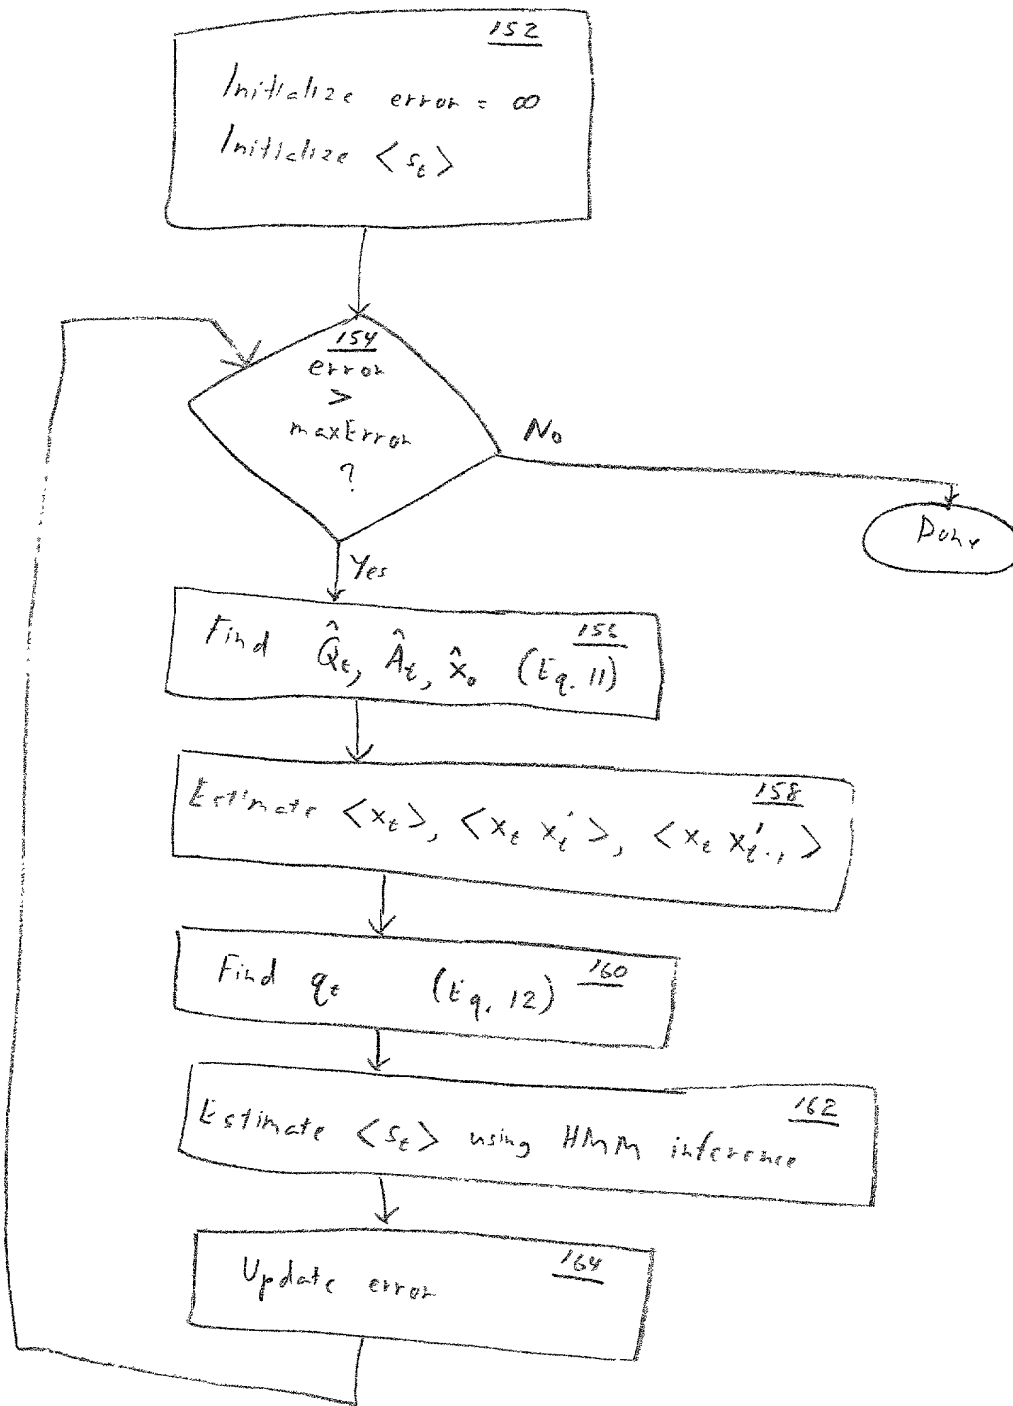 152
Initialize error = ∞
Initialize <s_t>
154
error
>
maxError
?
No
Done
Yes
156
Find Q̂_t, Â_t, x̂_0 (Eq. 11)
158
Estimate <x_t>, <x_t x_t'>, <x_t x_t-1'>
160
Find q_t (Eq. 12)
162
Estimate <s_t> using HMM inference
164
Update error